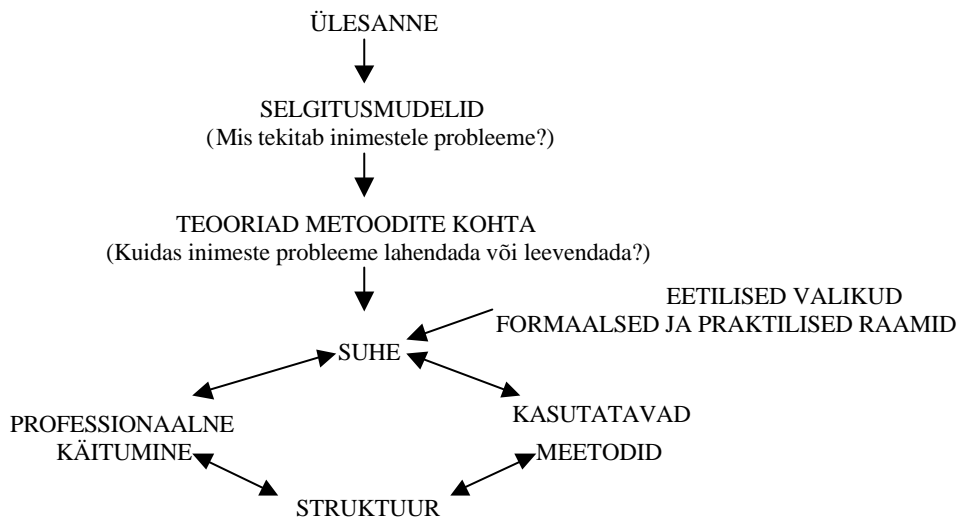 ÜLESANNE
SELGITUSMUDELID
(Mis tekitab inimestele probleeme?)
TEOORIAD METOODITE KOHTA
(Kuidas inimeste probleeme lahendada või leevendada?)
EETILISED VALIKUD
FORMAALSED JA PRAKTILISED RAAMID
SUHE
PROFESSIONAALNE
KÄITUMINE
KASUTATAVAD
MEETODID
STRUKTUUR